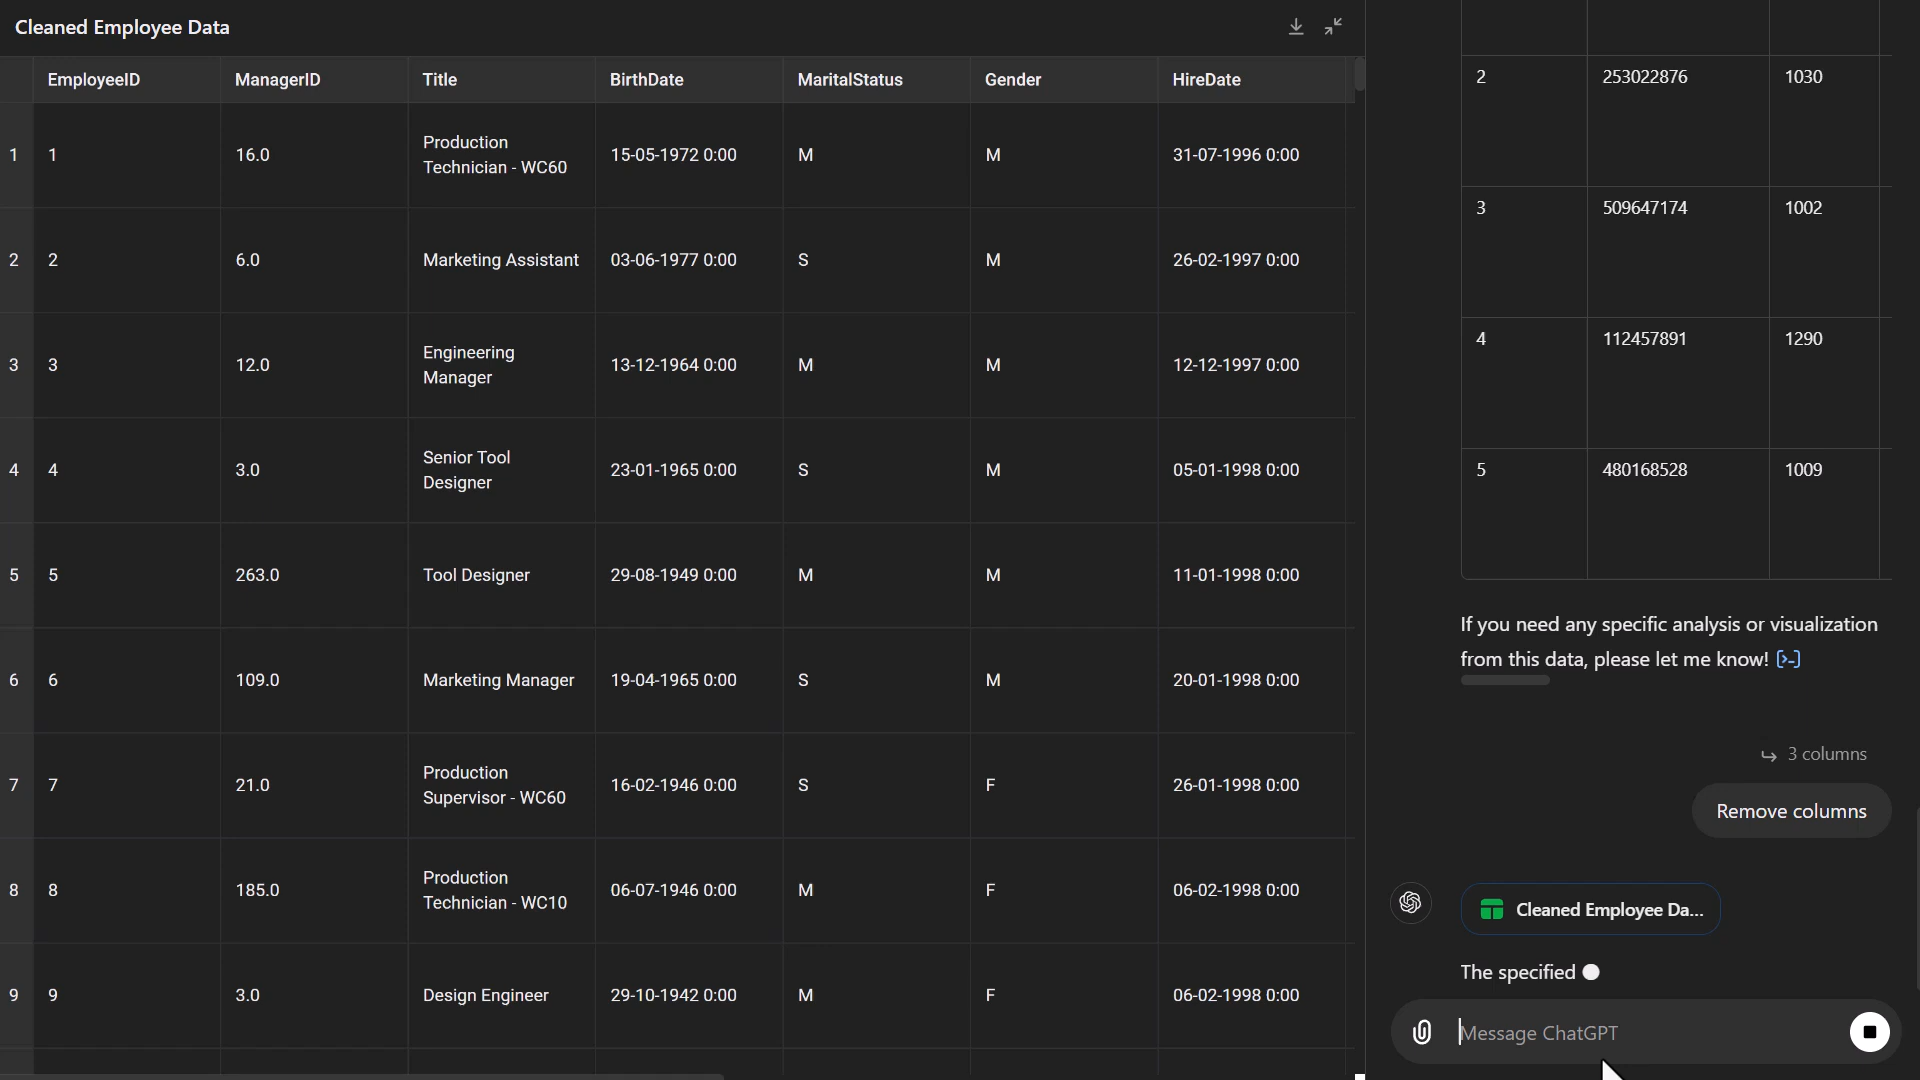 Cleaned Employee Data
EmployeeID ManagerID Title BirthDate MaritalStatus Gender HireDate
1 1 16.0 Production Technician - WC60 15-05-1972 0:00 M M 31-07-1996 0:00
2 2 6.0 Marketing Assistant 03-06-1977 0:00 S M 26-02-1997 0:00
3 3 12.0 Engineering Manager 13-12-1964 0:00 M M 12-12-1997 0:00
4 4 3.0 Senior Tool Designer 23-01-1965 0:00 S M 05-01-1998 0:00
5 5 263.0 Tool Designer 29-08-1949 0:00 M M 11-01-1998 0:00
6 6 109.0 Marketing Manager 19-04-1965 0:00 S M 20-01-1998 0:00
7 7 21.0 Production Supervisor - WC60 16-02-1946 0:00 S F 26-01-1998 0:00
8 8 185.0 Production Technician - WC10 06-07-1946 0:00 M F 06-02-1998 0:00
9 9 3.0 Design Engineer 29-10-1942 0:00 M F 06-02-1998 0:00
2 253022876 1030
3 509647174 1002
4 112457891 1290
5 480168528 1009
If you need any specific analysis or visualization
from this data, please let me know! [>-]
3 columns
Remove columns
Cleaned Employee Da...
The specified
Message ChatGPT